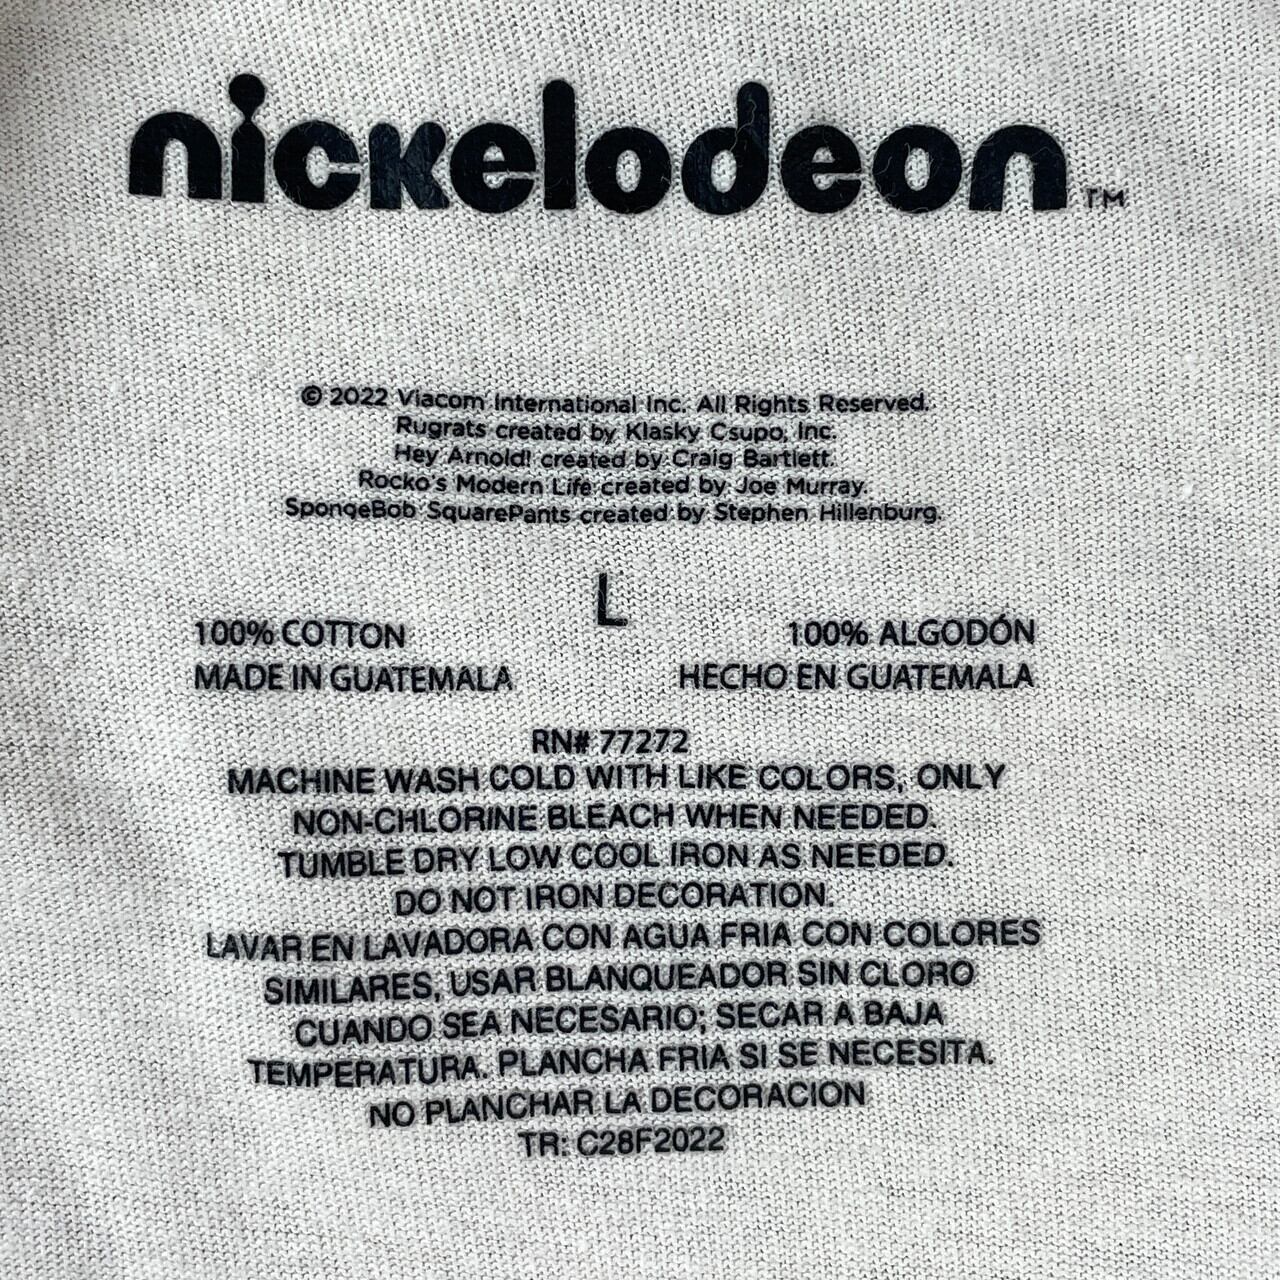 nickelodeon™
© 2022 Viacom International Inc. All Rights Reserved.
Rugrats created by Klasky Csupo, Inc.
Hey Arnold! created by Craig Bartlett.
Rocko's Modern Life created by Joe Murray.
SpongeBob SquarePants created by Stephen Hillenburg.
L
100% COTTON 100% ALGODÓN
MADE IN GUATEMALA HECHO EN GUATEMALA
RN# 77272
MACHINE WASH COLD WITH LIKE COLORS, ONLY
NON-CHLORINE BLEACH WHEN NEEDED.
TUMBLE DRY LOW COOL IRON AS NEEDED.
DO NOT IRON DECORATION.
LAVAR EN LAVADORA CON AGUA FRIA CON COLORES
SIMILARES, USAR BLANQUEADOR SIN CLORO
CUANDO SEA NECESARIO; SECAR A BAJA
TEMPERATURA. PLANCHA FRIA SI SE NECESITA.
NO PLANCHAR LA DECORACION
TR: C28F2022